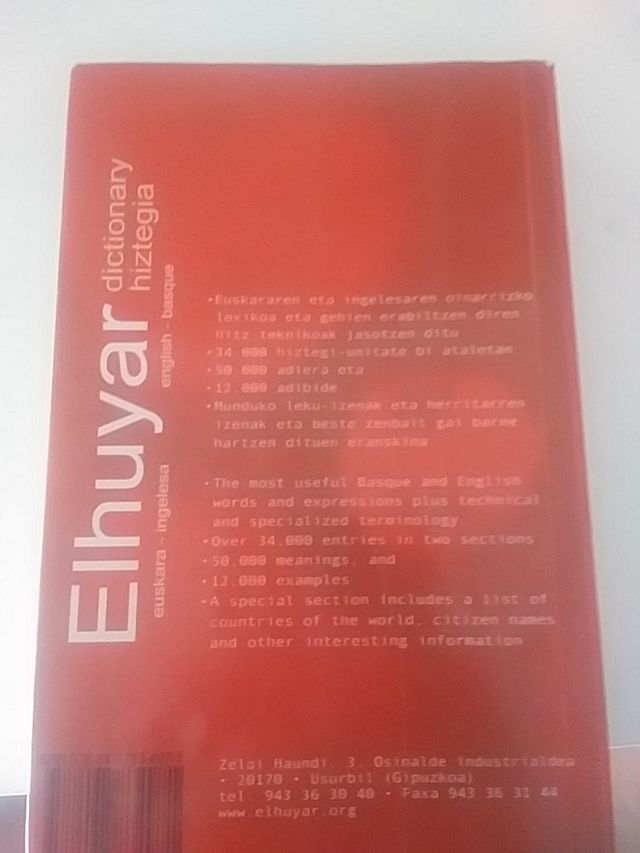 Elhuyar
dictionary
hiztegia
euskara - ingelesa
english - basque
•Euskararen eta ingelesaren oinarrizko
lexikoa eta gehien erabiltzen diren
hitz teknikoak jasotzen ditu
•34.000 hiztegi-unitate bi ataletan
•50.000 adiera eta
•12.000 adibide
•Munduko leku-izenak eta herritarren
izenak eta beste zenbait gai barne
hartzen dituen eranskina
•The most useful Basque and English
words and expressions plus technical
and specialized terminology
•Over 34.000 entries in two sections
•50.000 meanings, and
•12.000 examples
•A special section includes a list of
countries of the world, citizen names
and other interesting information
Zelai Haundi, 3. Osinalde industrialdea
• 20170 • Usurbil (Gipuzkoa)
tel. 943 36 30 40 • Faxa 943 36 31 44
www.elhuyar.org